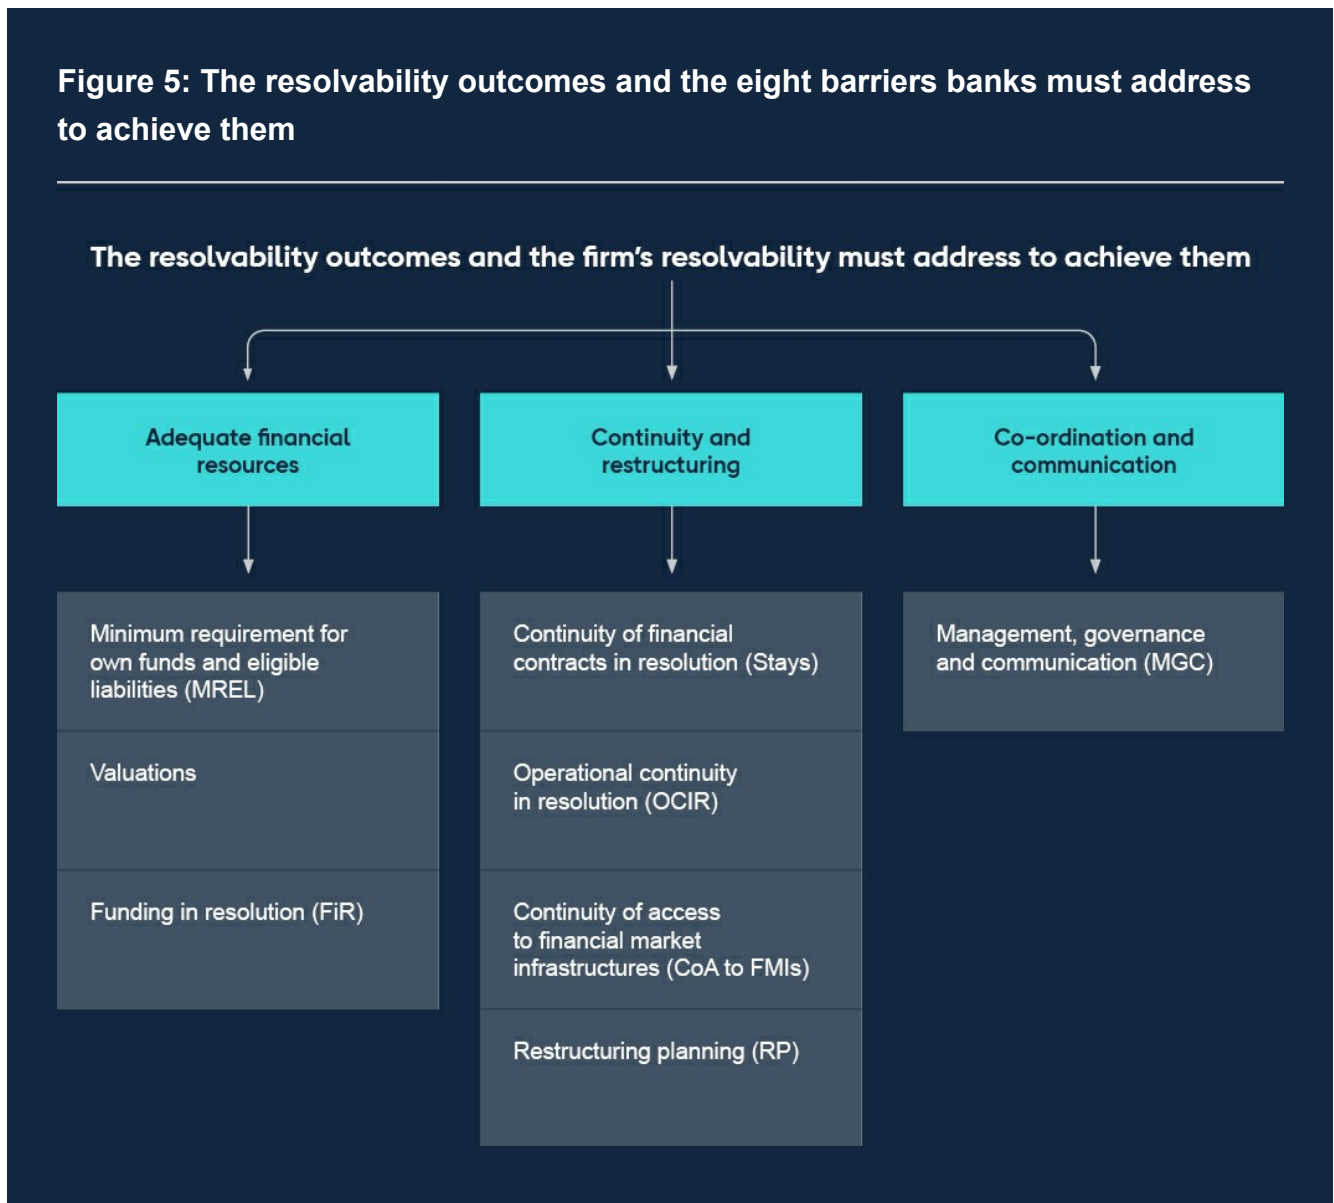 Figure 5: The resolvability outcomes and the eight barriers banks must address
to achieve them
The resolvability outcomes and the firm's resolvability must address to achieve them
Adequate financial
resources
Minimum requirement for
own funds and eligible
liabilities (MREL)
Valuations
Funding in resolution (FiR)
Continuity and
restructuring
Continuity of financial
contracts in resolution (Stays)
Operational continuity
in resolution (OCIR)
Continuity of access
to financial market
infrastructures (CoA to FMIs)
Restructuring planning (RP)
Co-ordination and
communication
Management, governance
and communication (MGC)